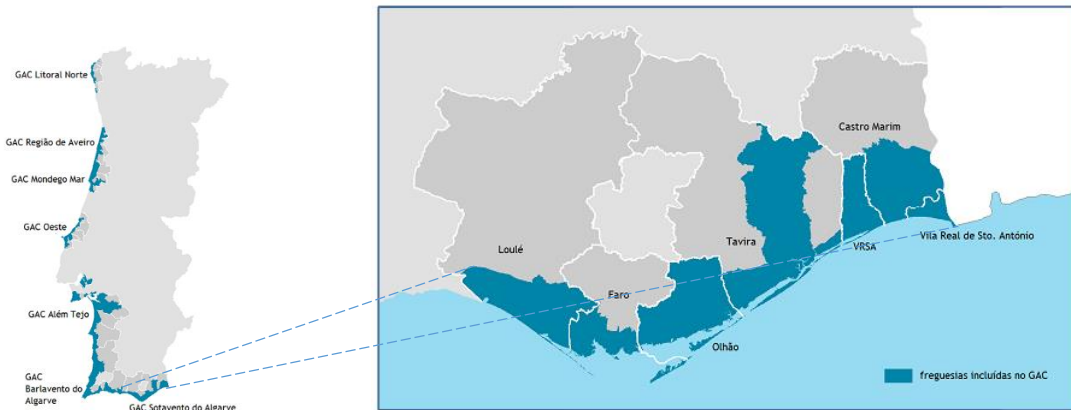 GAC Litoral Norte
GAC Região de Aveiro
GAC Mondego Mar
GAC Oeste
GAC Além Tejo
GAC
Barlavento do
Algarve
GAC Sotavento do Algarve
Castro Marim
Tavira
VRSA
Vila Real de Sto. António
Loulé
Faro
Olhão
freguesias incluídas no GAC